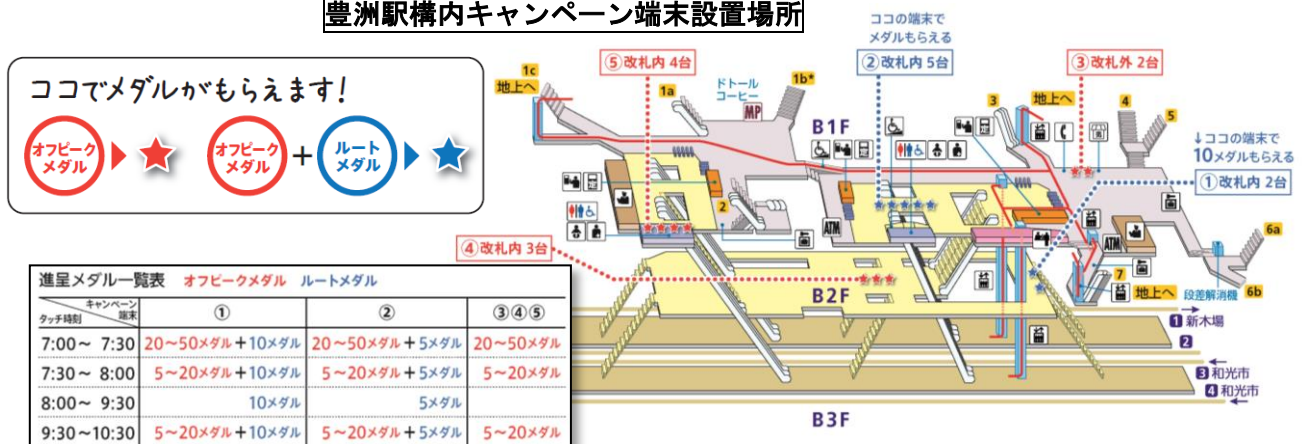 豊洲駅構内キャンペーン端末設置場所
ココでメダルがもらえます!
オフピークメダル
オフピークメダル + ルートメダル
ココの端末で
メダルもらえる
⑤改札内 4台
②改札内 5台
③改札外 2台
1c
地上へ
1a
ドトール
コーヒー
1b*
MP
B1F
3
地上へ
4
5
↓ココの端末で
10メダルもらえる
①改札内 2台
2
ATM
ATM
6a
④改札内 3台
B2F
7
地上へ
段差解消機
6b
1 新木場
2
3 和光市
4 和光市
B3F
進呈メダル一覧表 オフピークメダル ルートメダル
キャンペーン端末
タッチ時刻
① ② ③④⑤
7:00~ 7:30 20~50メダル+10メダル 20~50メダル+5メダル 20~50メダル
7:30~ 8:00 5~20メダル+10メダル 5~20メダル+5メダル 5~20メダル
8:00~ 9:30 10メダル 5メダル
9:30~10:30 5~20メダル+10メダル 5~20メダル+5メダル 5~20メダル